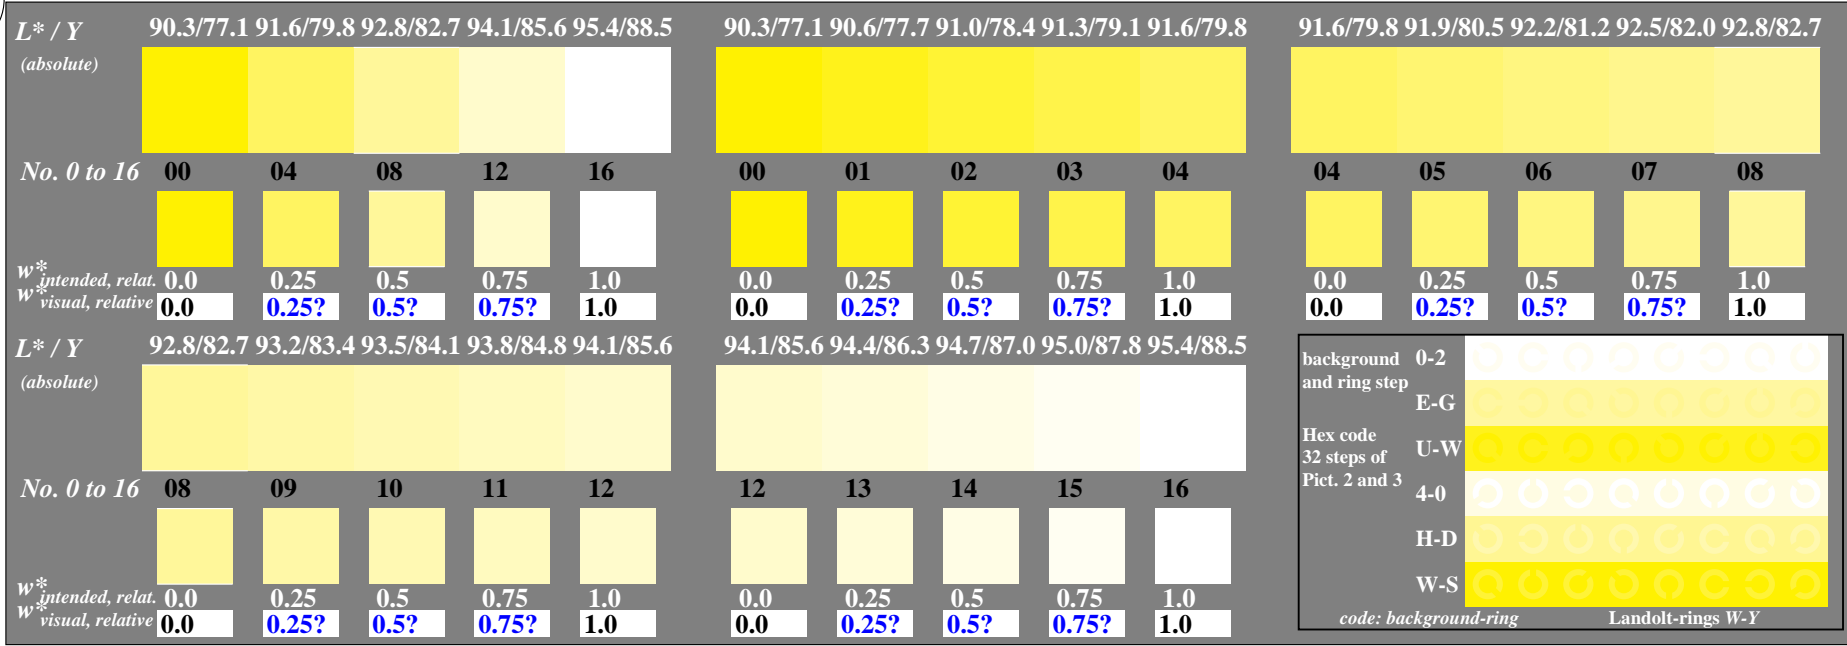 L* / Y 90.3/77.1 91.6/79.8 92.8/82.7 94.1/85.6 95.4/88.5
(absolute)
No. 0 to 16 00 04 08 12 16
w* intended, relat. 0.0 0.25 0.5 0.75 1.0
w* visual, relative 0.0 0.25? 0.5? 0.75? 1.0
90.3/77.1 90.6/77.7 91.0/78.4 91.3/79.1 91.6/79.8
00 01 02 03 04
0.0 0.25 0.5 0.75 1.0
0.0 0.25? 0.5? 0.75? 1.0
91.6/79.8 91.9/80.5 92.2/81.2 92.5/82.0 92.8/82.7
04 05 06 07 08
0.0 0.25 0.5 0.75 1.0
0.0 0.25? 0.5? 0.75? 1.0
L* / Y 92.8/82.7 93.2/83.4 93.5/84.1 93.8/84.8 94.1/85.6
(absolute)
No. 0 to 16 08 09 10 11 12
w* intended, relat. 0.0 0.25 0.5 0.75 1.0
w* visual, relative 0.0 0.25? 0.5? 0.75? 1.0
94.1/85.6 94.4/86.3 94.7/87.0 95.0/87.8 95.4/88.5
12 13 14 15 16
0.0 0.25 0.5 0.75 1.0
0.0 0.25? 0.5? 0.75? 1.0
background
and ring step
0-2
E-G
Hex code
32 steps of
Pict. 2 and 3
U-W
4-0
H-D
W-S
code: background-ring
Landolt-rings W-Y